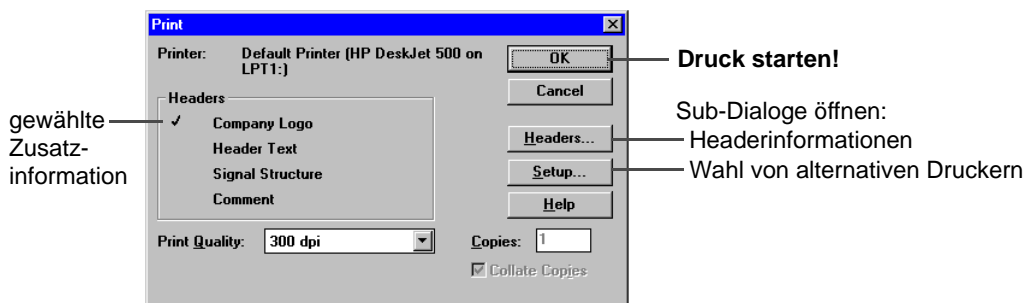 Print
Printer: Default Printer (HP DeskJet 500 on
LPT1:)
OK
Cancel
Headers
✓ Company Logo
Header Text
Signal Structure
Comment
Headers...
Setup...
Help
Print Quality: 300 dpi
Copies: 1
Collate Copies
gewählte
Zusatz-
information
Druck starten!
Sub-Dialoge öffnen:
Headerinformationen
Wahl von alternativen Druckern